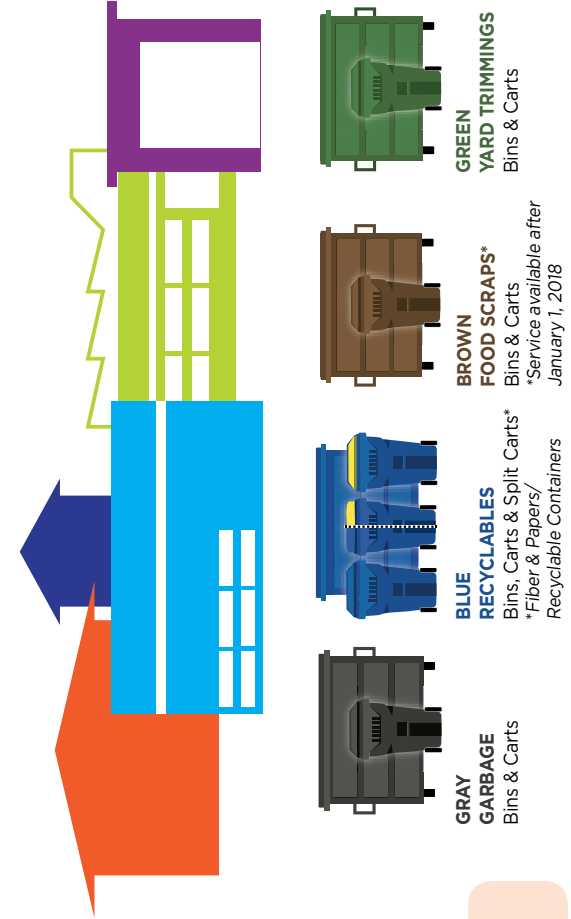 GRAY
GARBAGE
Bins & Carts
BLUE
RECYCLABLES
Bins, Carts & Split Carts*
*Fiber & Papers/
Recyclable Containers
BROWN
FOOD SCRAPS*
Bins & Carts
*Service available after
January 1, 2018
GREEN
YARD TRIMMINGS
Bins & Carts